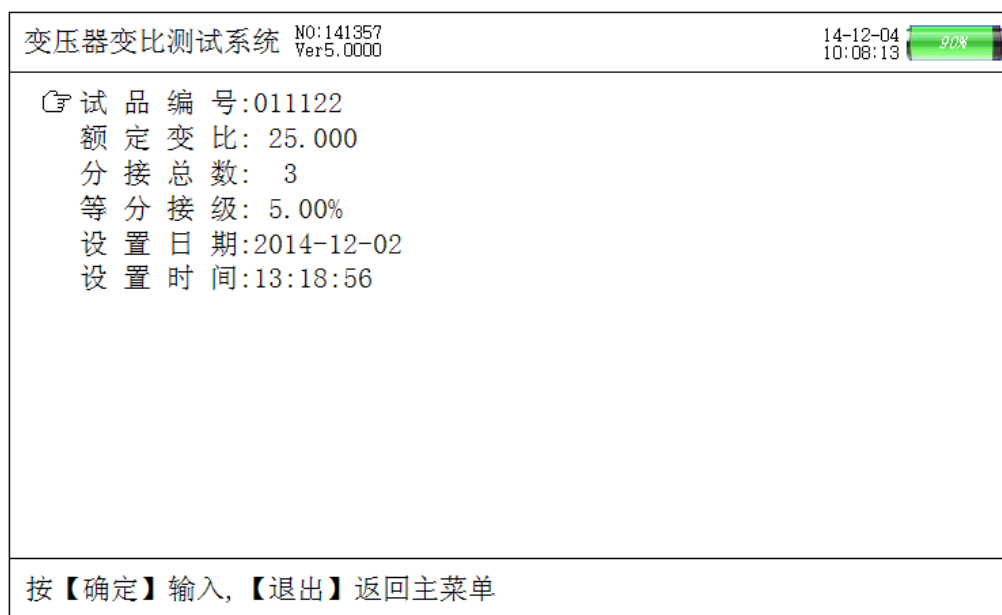 变压器变比测试系统 NO:141357
Ver5.0000
14-12-04
10:08:13
90%
试 品 编 号:011122
额 定 变 比: 25.000
分 接 总 数: 3
等 分 接 级: 5.00%
设 置 日 期:2014-12-02
设 置 时 间:13:18:56
按【确定】输入,【退出】返回主菜单